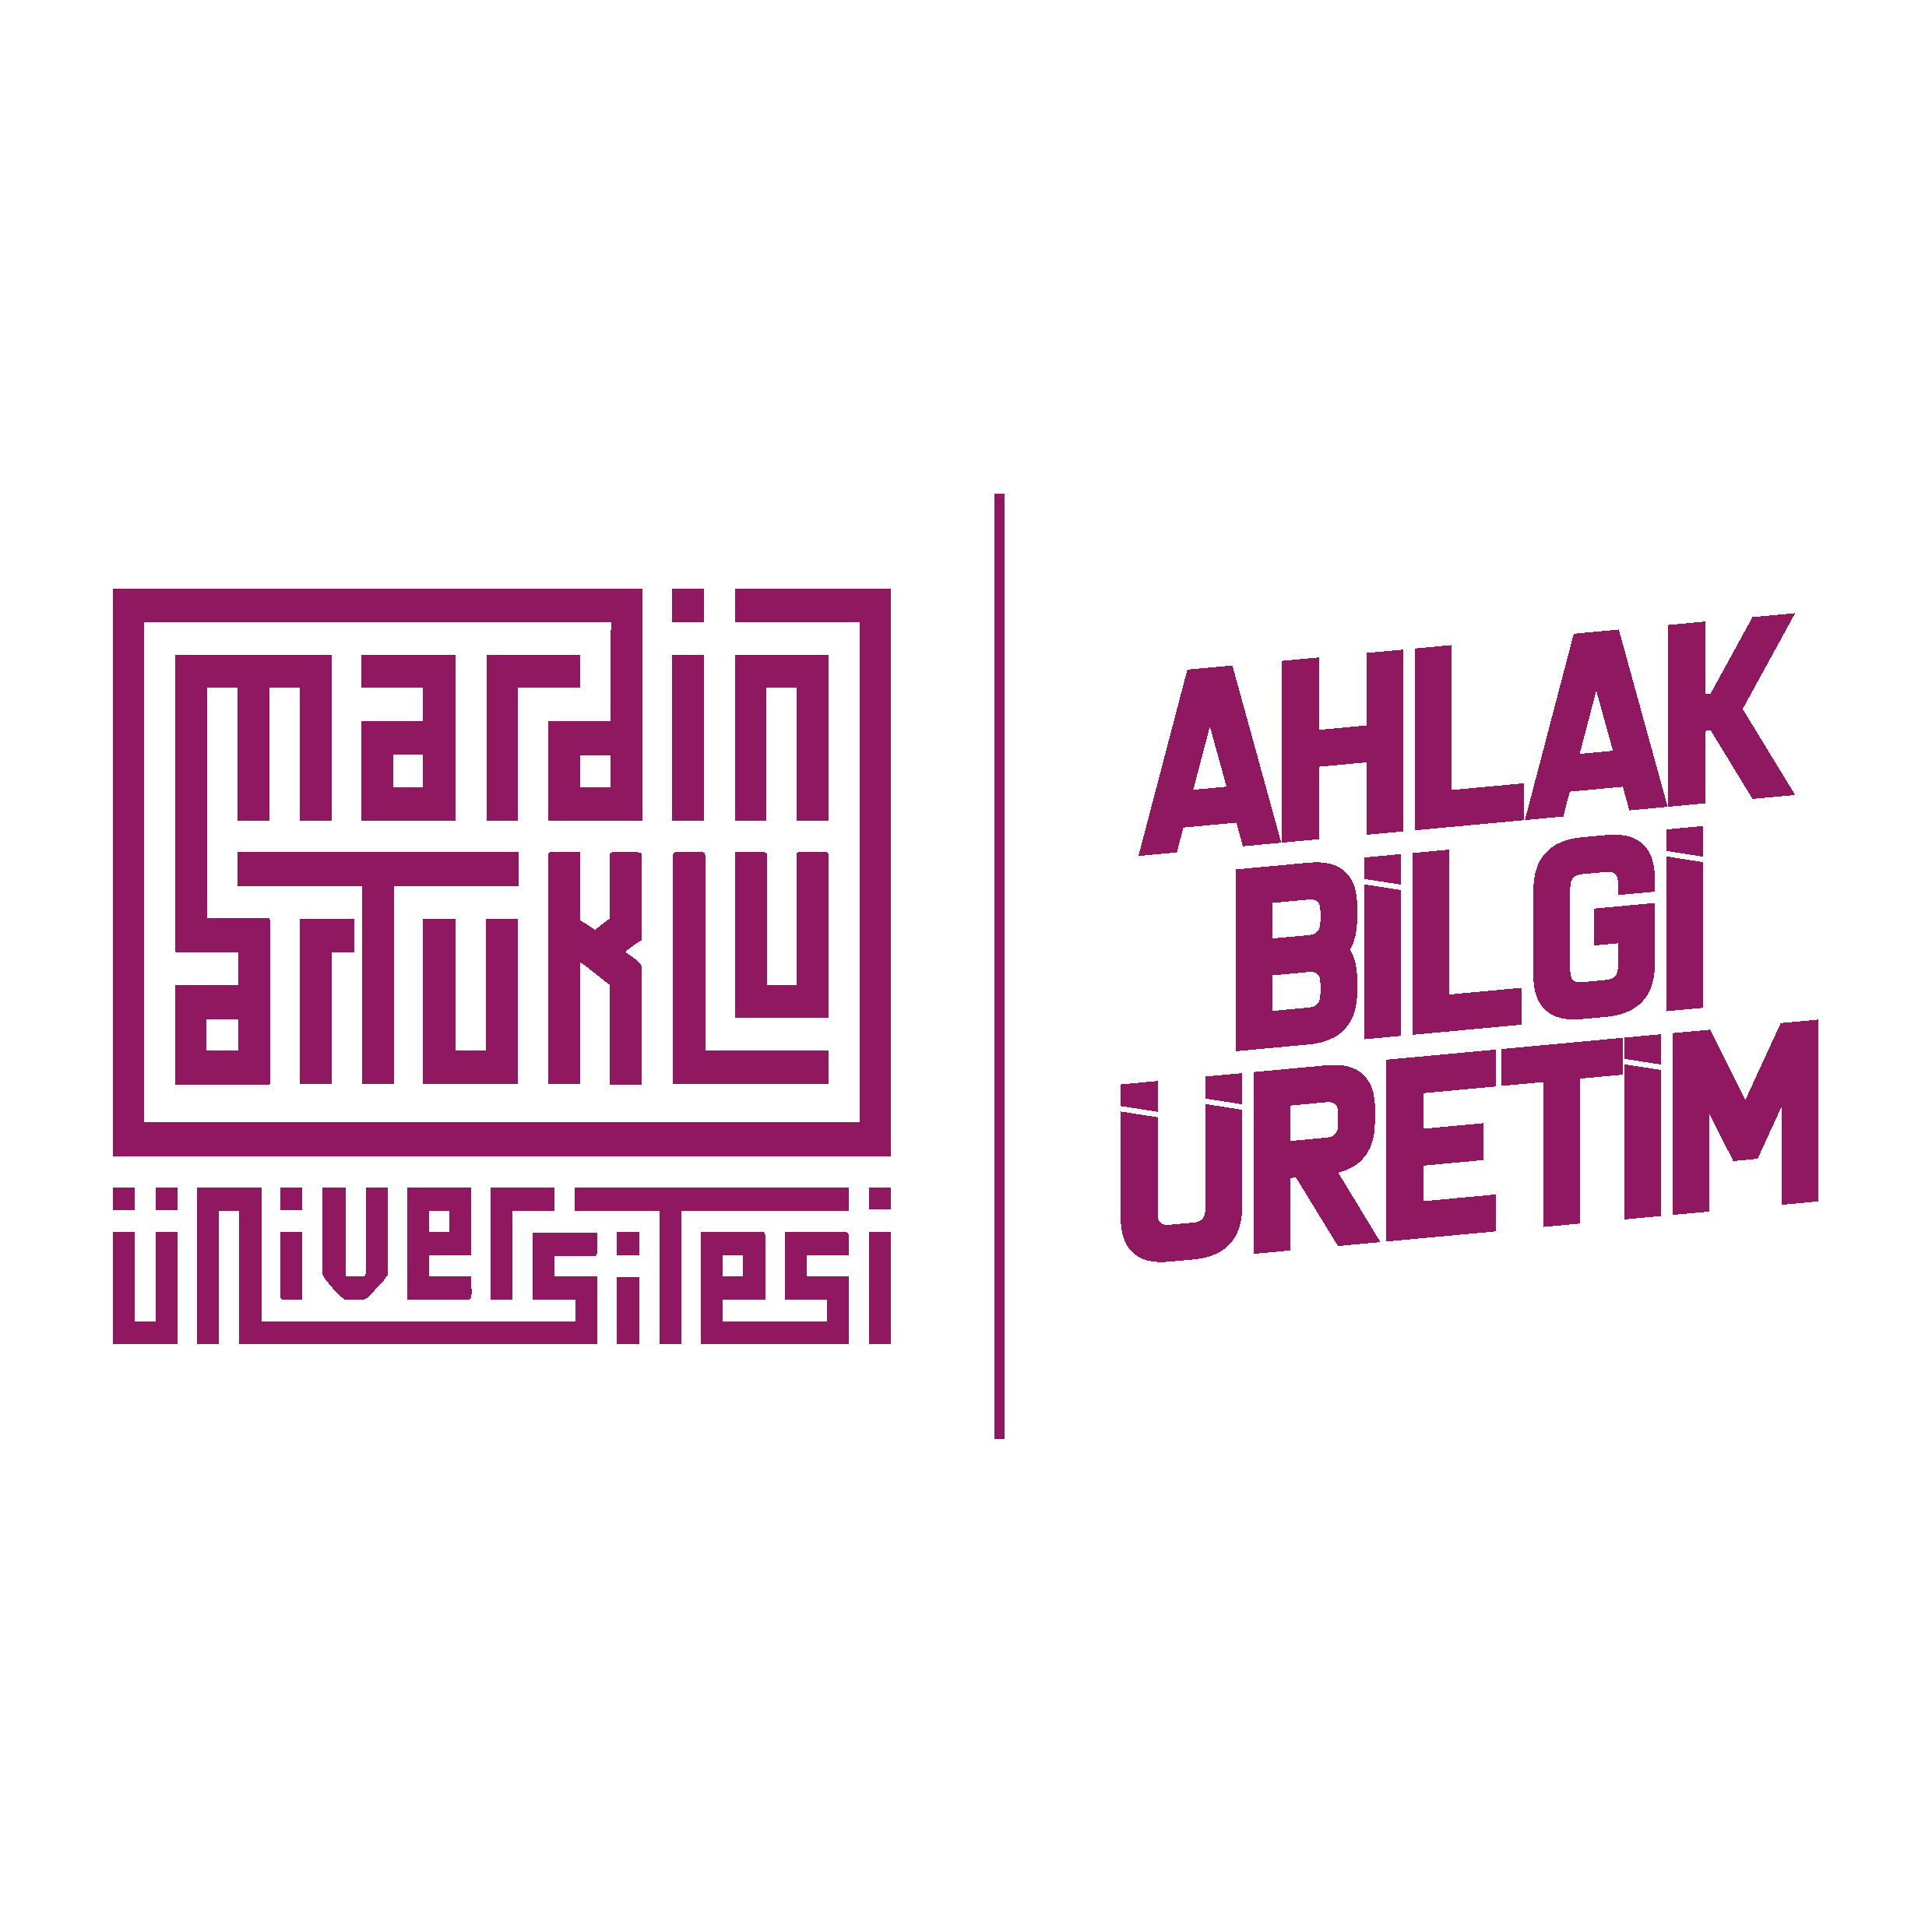 mardin
artuklu
üniversitesi
AHLAK
BİLGİ
ÜRETİM